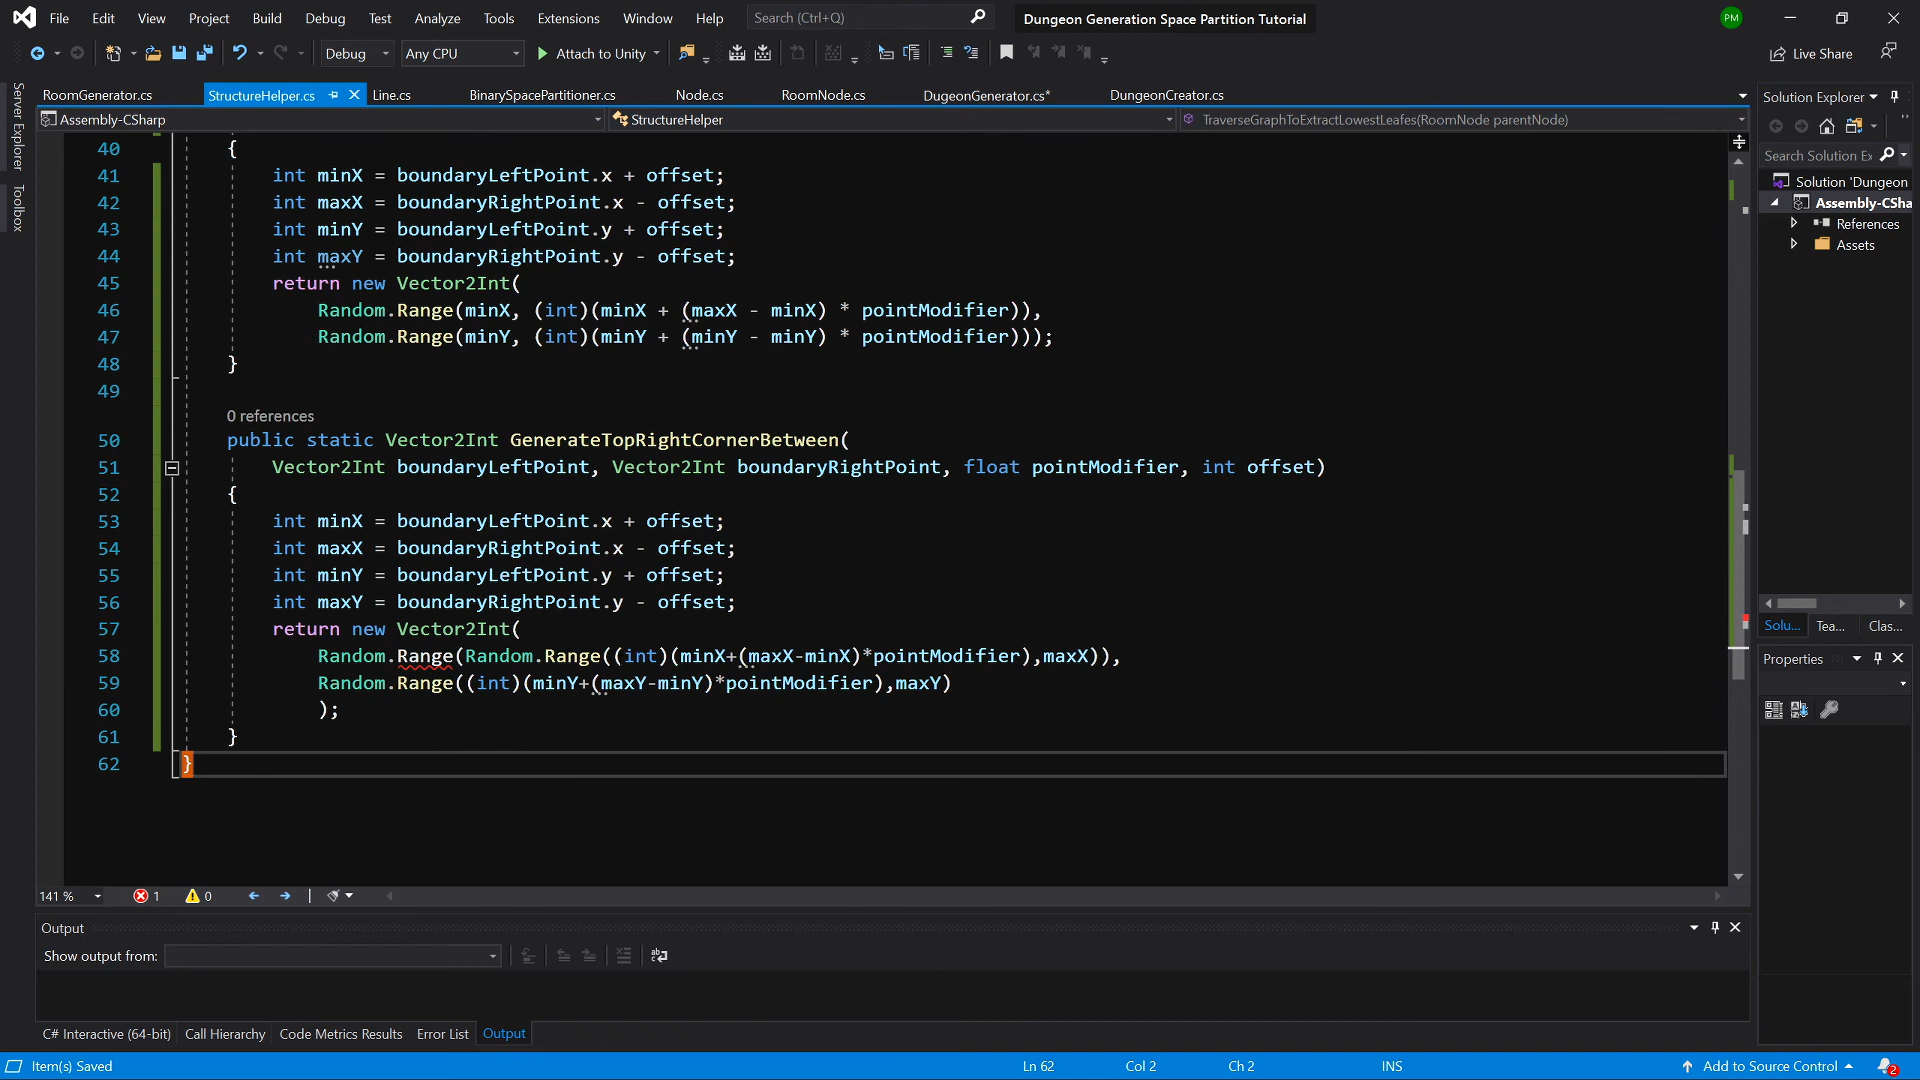 File Edit View Project Build Debug Test Analyze Tools Extensions Window Help Search (Ctrl+Q) Dungeon Generation Space Partition Tutorial PM
Debug Any CPU Attach to Unity Live Share
Server Explorer
Toolbox
RoomGenerator.cs StructureHelper.cs Line.cs BinarySpacePartitioner.cs Node.cs RoomNode.cs DugeonGenerator.cs* DungeonCreator.cs
Assembly-CSharp StructureHelper TraverseGraphToExtractLowestLeafes(RoomNode parentNode)
40 {
41 int minX = boundaryLeftPoint.x + offset;
42 int maxX = boundaryRightPoint.x - offset;
43 int minY = boundaryLeftPoint.y + offset;
44 int maxY = boundaryRightPoint.y - offset;
45 return new Vector2Int(
46 Random.Range(minX, (int)(minX + (maxX - minX) * pointModifier)),
47 Random.Range(minY, (int)(minY + (minY - minY) * pointModifier)));
48 }
49
0 references
50 public static Vector2Int GenerateTopRightCornerBetween(
51 Vector2Int boundaryLeftPoint, Vector2Int boundaryRightPoint, float pointModifier, int offset)
52 {
53 int minX = boundaryLeftPoint.x + offset;
54 int maxX = boundaryRightPoint.x - offset;
55 int minY = boundaryLeftPoint.y + offset;
56 int maxY = boundaryRightPoint.y - offset;
57 return new Vector2Int(
58 Random.Range(Random.Range((int)(minX+(maxX-minX)*pointModifier),maxX)),
59 Random.Range((int)(minY+(maxY-minY)*pointModifier),maxY)
60 );
61 }
62 }
141 % 1 0
Output
Show output from:
C# Interactive (64-bit) Call Hierarchy Code Metrics Results Error List Output
Solution Explorer
Search Solution Ex
Solution 'Dungeon
Assembly-CSha
References
Assets
Solu... Tea... Clas...
Properties
Item(s) Saved Ln 62 Col 2 Ch 2 INS Add to Source Control 2